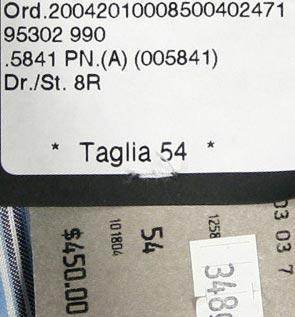 Ord.20042010008500402471
95302 990
.5841 PN.(A) (005841)
Dr./St. 8R
* Taglia 54 *
$450.00
101804
54
1258
3489
03 03 7